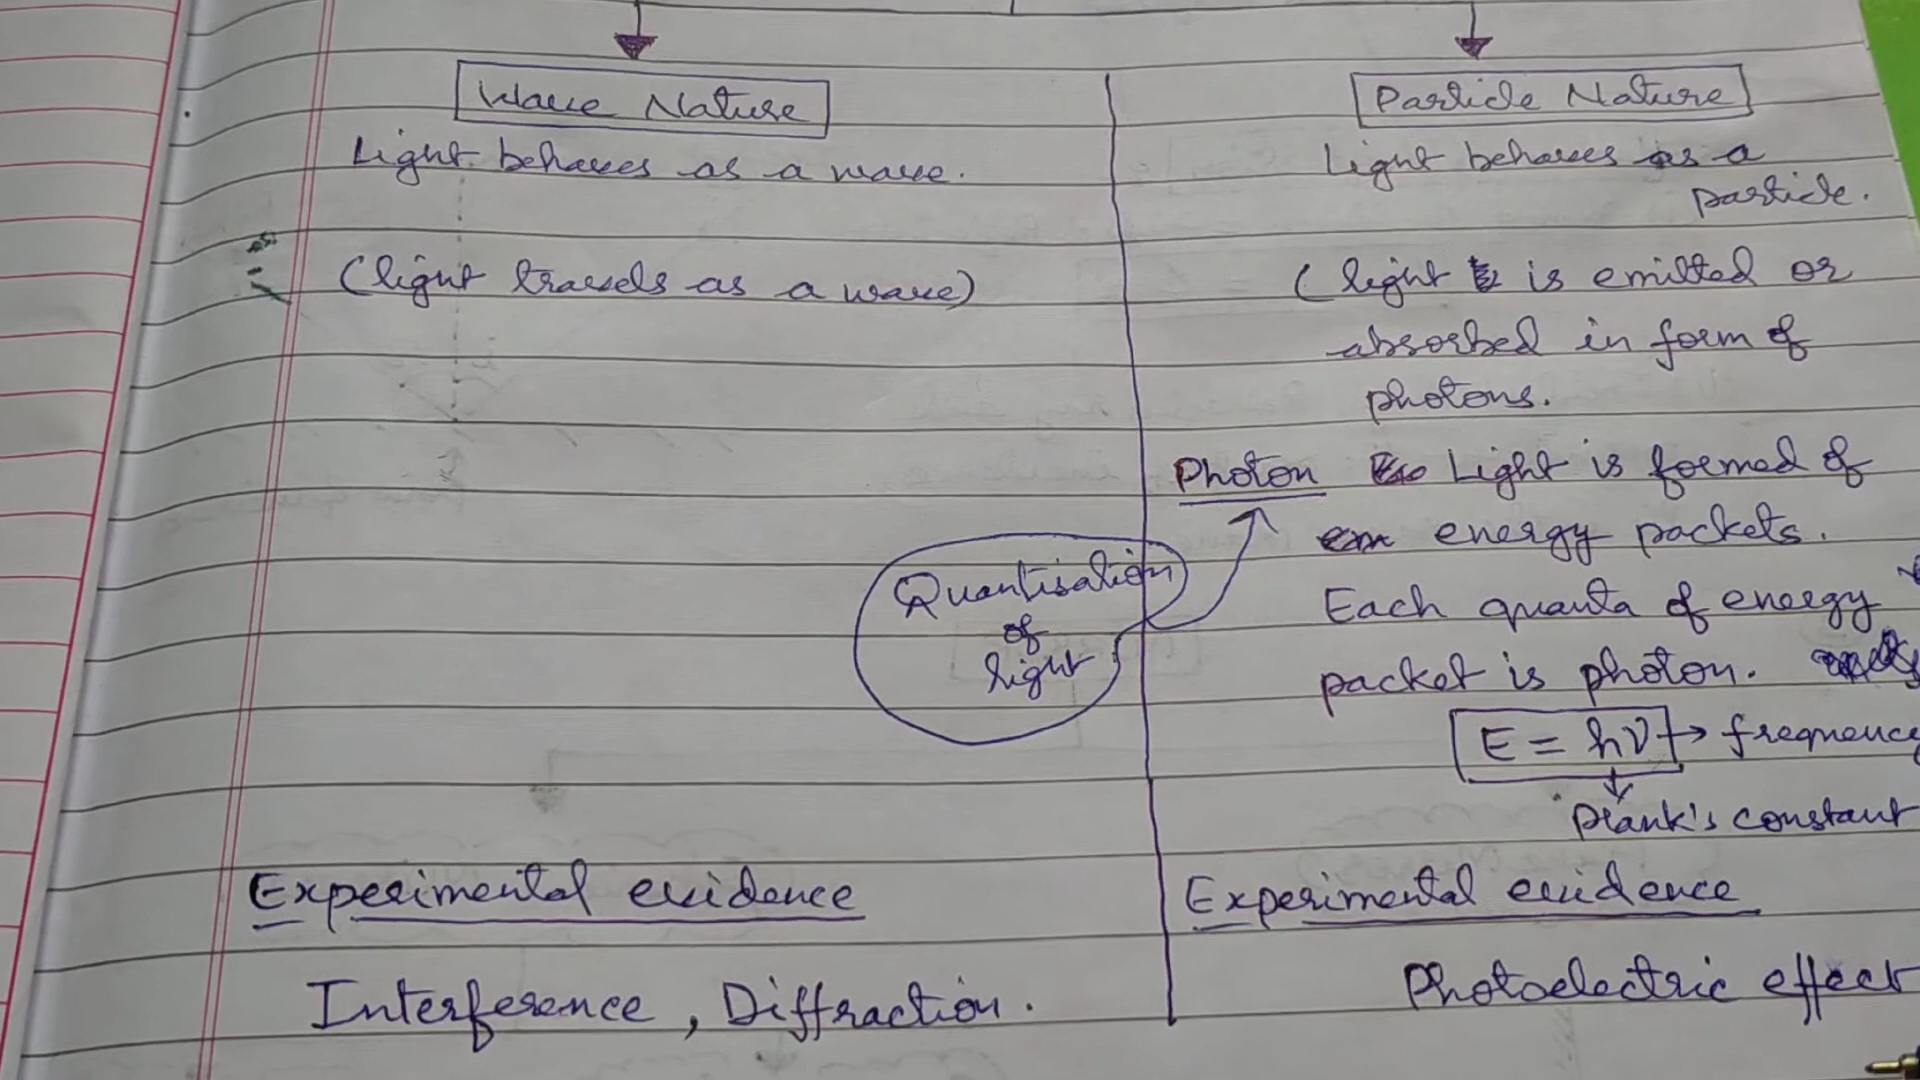 Wave Nature
Light behaves as a wave.
(light travels as a wave)
Experimental evidence
Interference, Diffraction.
Particle Nature
Light behaves as a
particle.
(light is emitted or
absorbed in form of
photons.
Photon Light is formed of
energy packets.
Each quanta of energy
packet is photon.
E = hν → frequency
Plank's constant
Quantisation
of
light
Experimental evidence
Photoelectric effect